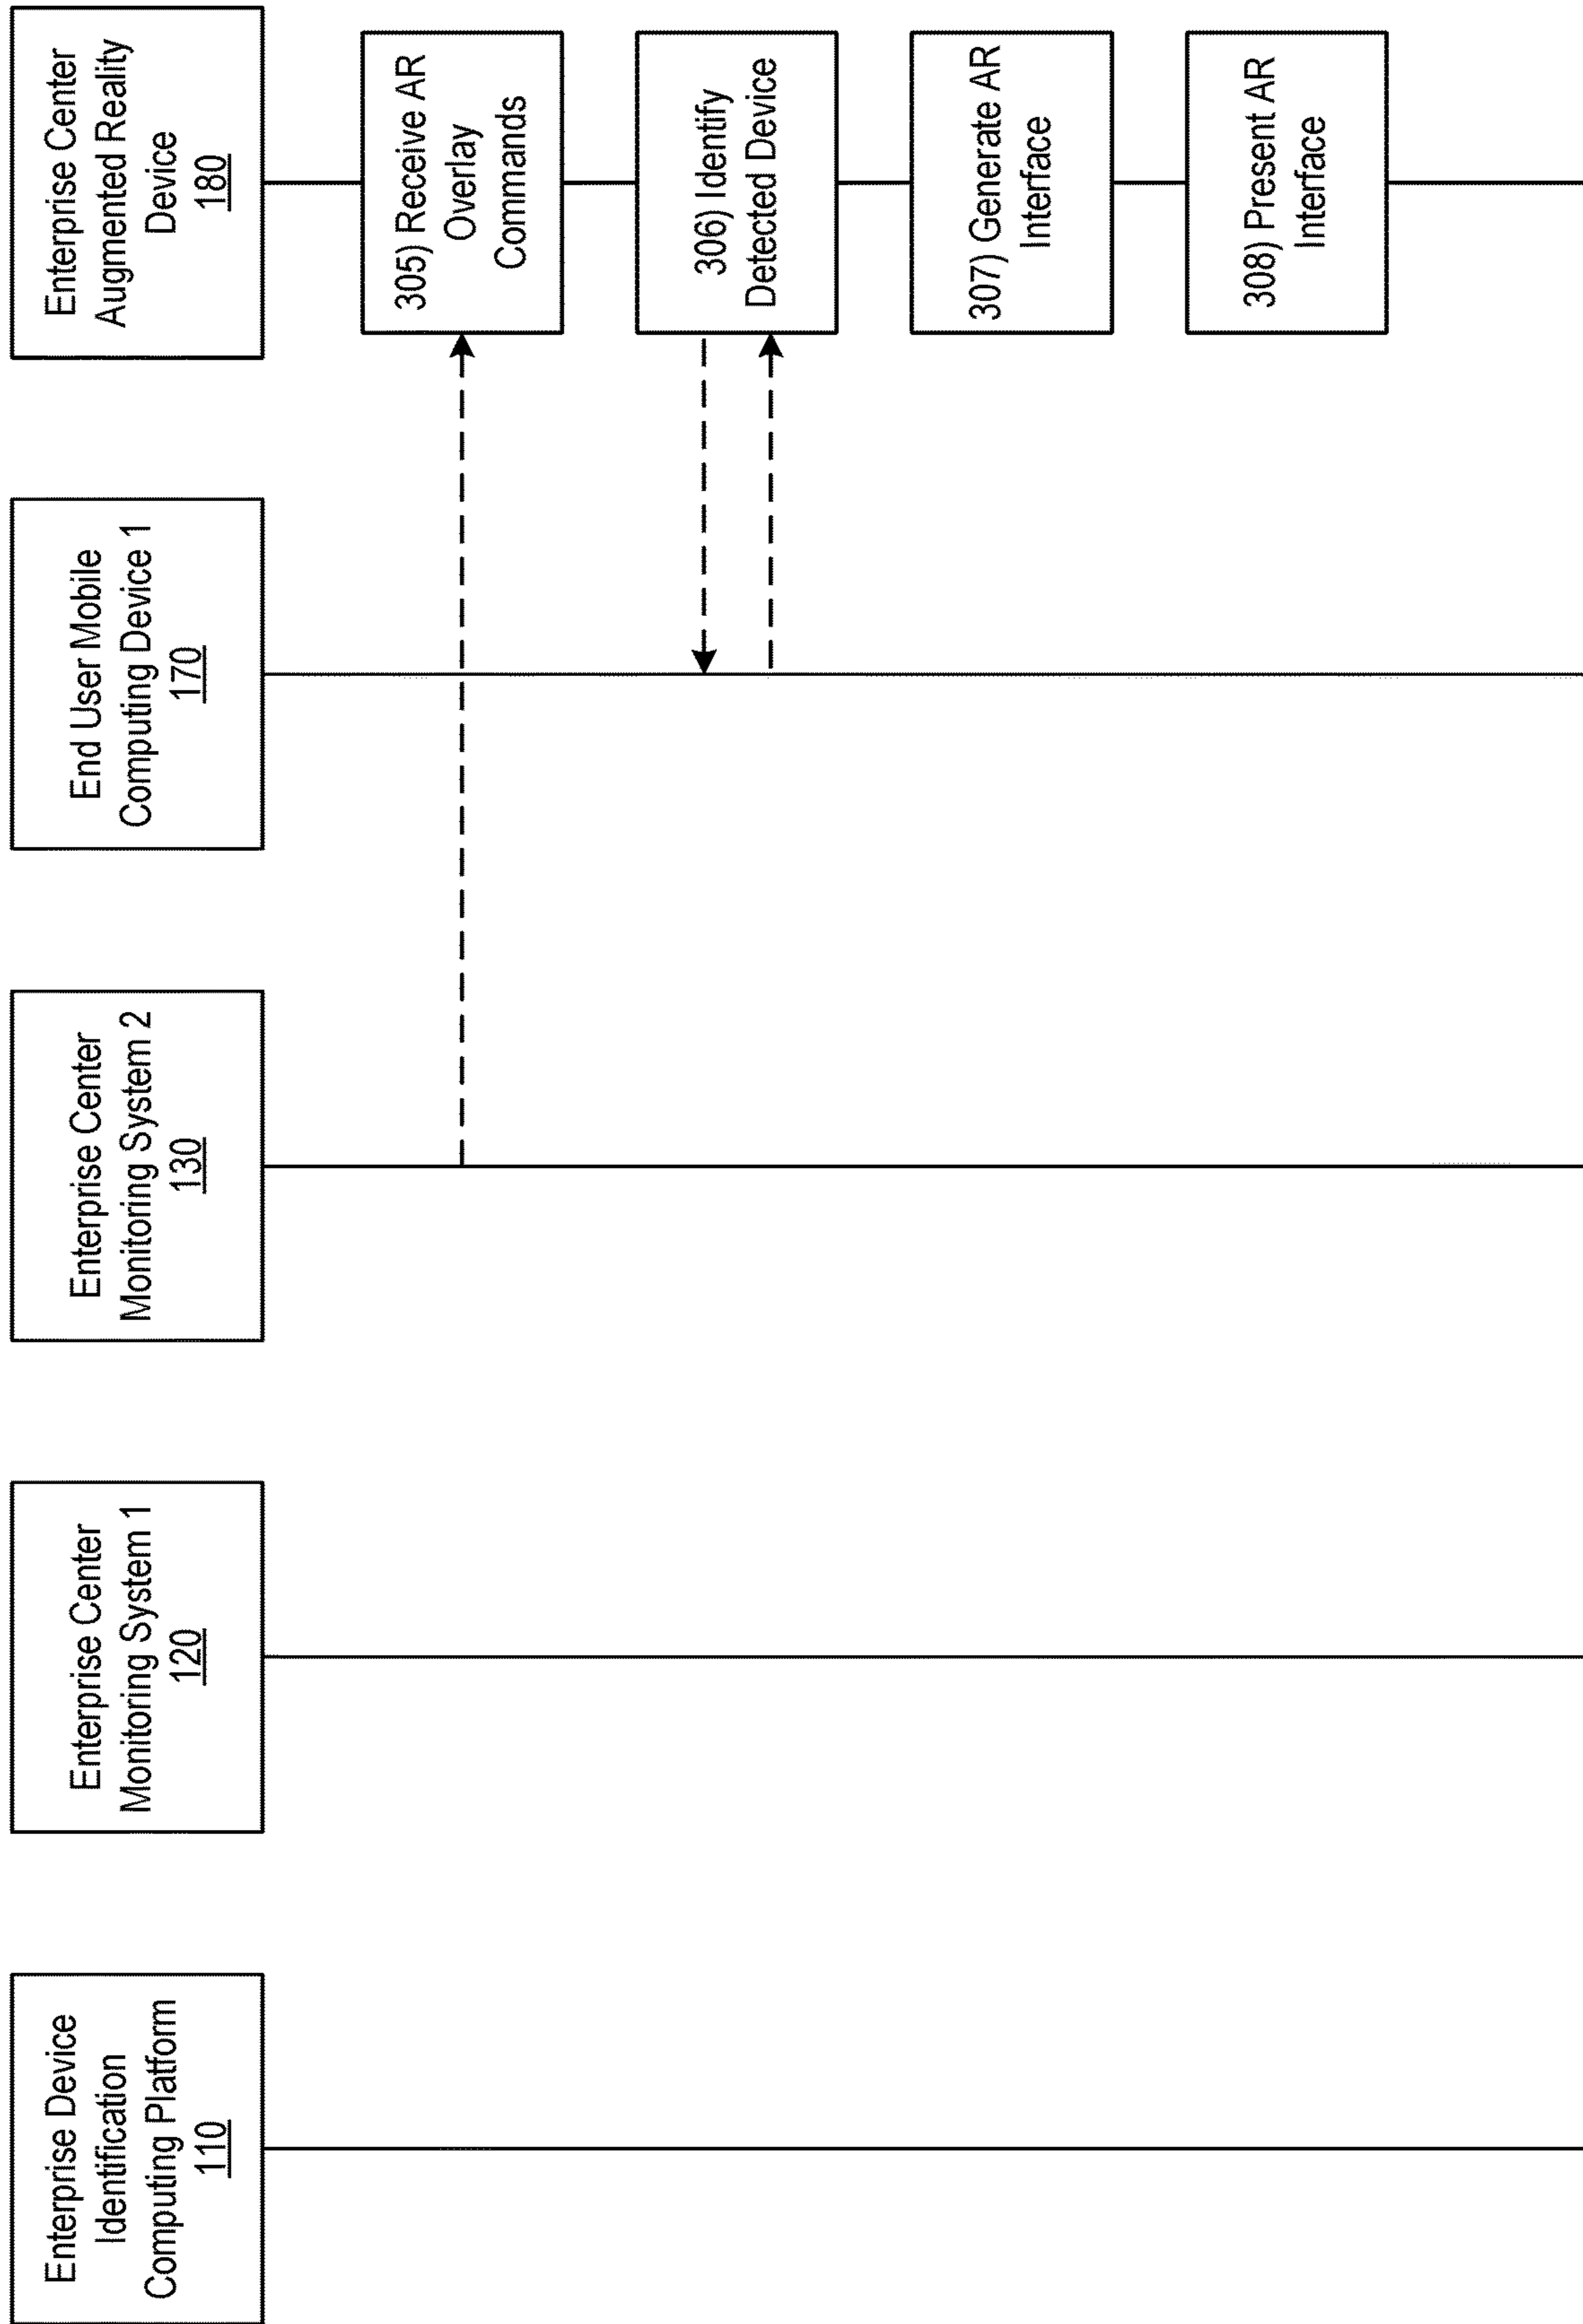 Enterprise Device
Identification
Computing Platform
110
Enterprise Center
Monitoring System 1
120
Enterprise Center
Monitoring System 2
130
End User Mobile
Computing Device 1
170
Enterprise Center
Augmented Reality
Device
180
305) Receive AR
Overlay
Commands
306) Identify
Detected Device
307) Generate AR
Interface
308) Present AR
Interface